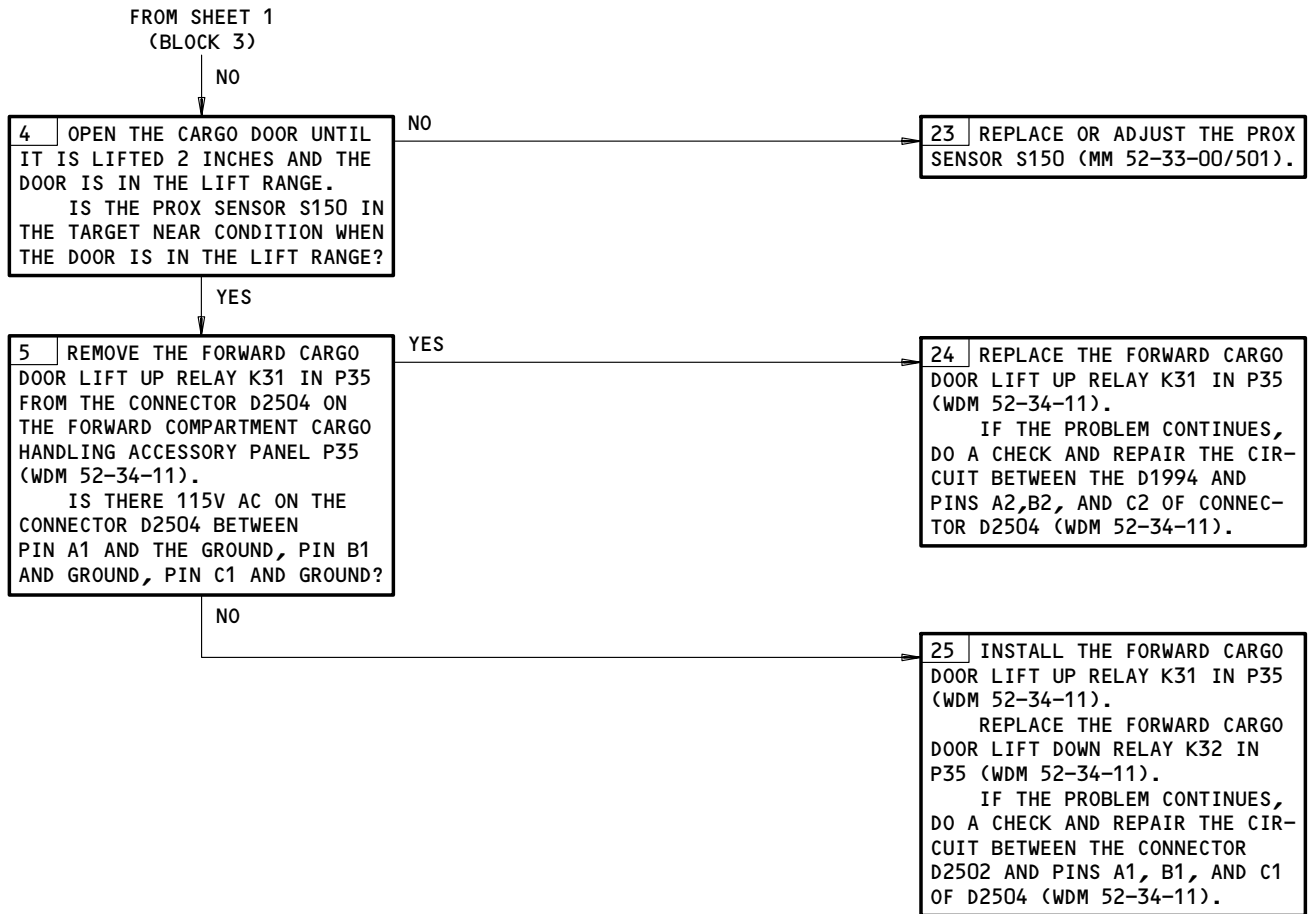 FROM SHEET 1
(BLOCK 3)
NO
4 OPEN THE CARGO DOOR UNTIL
IT IS LIFTED 2 INCHES AND THE
DOOR IS IN THE LIFT RANGE.
IS THE PROX SENSOR S150 IN
THE TARGET NEAR CONDITION WHEN
THE DOOR IS IN THE LIFT RANGE?
NO
23 REPLACE OR ADJUST THE PROX
SENSOR S150 (MM 52-33-00/501).
YES
5 REMOVE THE FORWARD CARGO
DOOR LIFT UP RELAY K31 IN P35
FROM THE CONNECTOR D2504 ON
THE FORWARD COMPARTMENT CARGO
HANDLING ACCESSORY PANEL P35
(WDM 52-34-11).
IS THERE 115V AC ON THE
CONNECTOR D2504 BETWEEN
PIN A1 AND THE GROUND, PIN B1
AND GROUND, PIN C1 AND GROUND?
YES
24 REPLACE THE FORWARD CARGO
DOOR LIFT UP RELAY K31 IN P35
(WDM 52-34-11).
IF THE PROBLEM CONTINUES,
DO A CHECK AND REPAIR THE CIR-
CUIT BETWEEN THE D1994 AND
PINS A2,B2, AND C2 OF CONNEC-
TOR D2504 (WDM 52-34-11).
NO
25 INSTALL THE FORWARD CARGO
DOOR LIFT UP RELAY K31 IN P35
(WDM 52-34-11).
REPLACE THE FORWARD CARGO
DOOR LIFT DOWN RELAY K32 IN
P35 (WDM 52-34-11).
IF THE PROBLEM CONTINUES,
DO A CHECK AND REPAIR THE CIR-
CUIT BETWEEN THE CONNECTOR
D2502 AND PINS A1, B1, AND C1
OF D2504 (WDM 52-34-11).